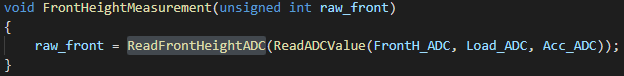 void FrontHeightMeasurement(unsigned int raw_front)
{
raw_front = ReadFrontHeightADC(ReadADCValue(FrontH_ADC, Load_ADC, Acc_ADC));
}